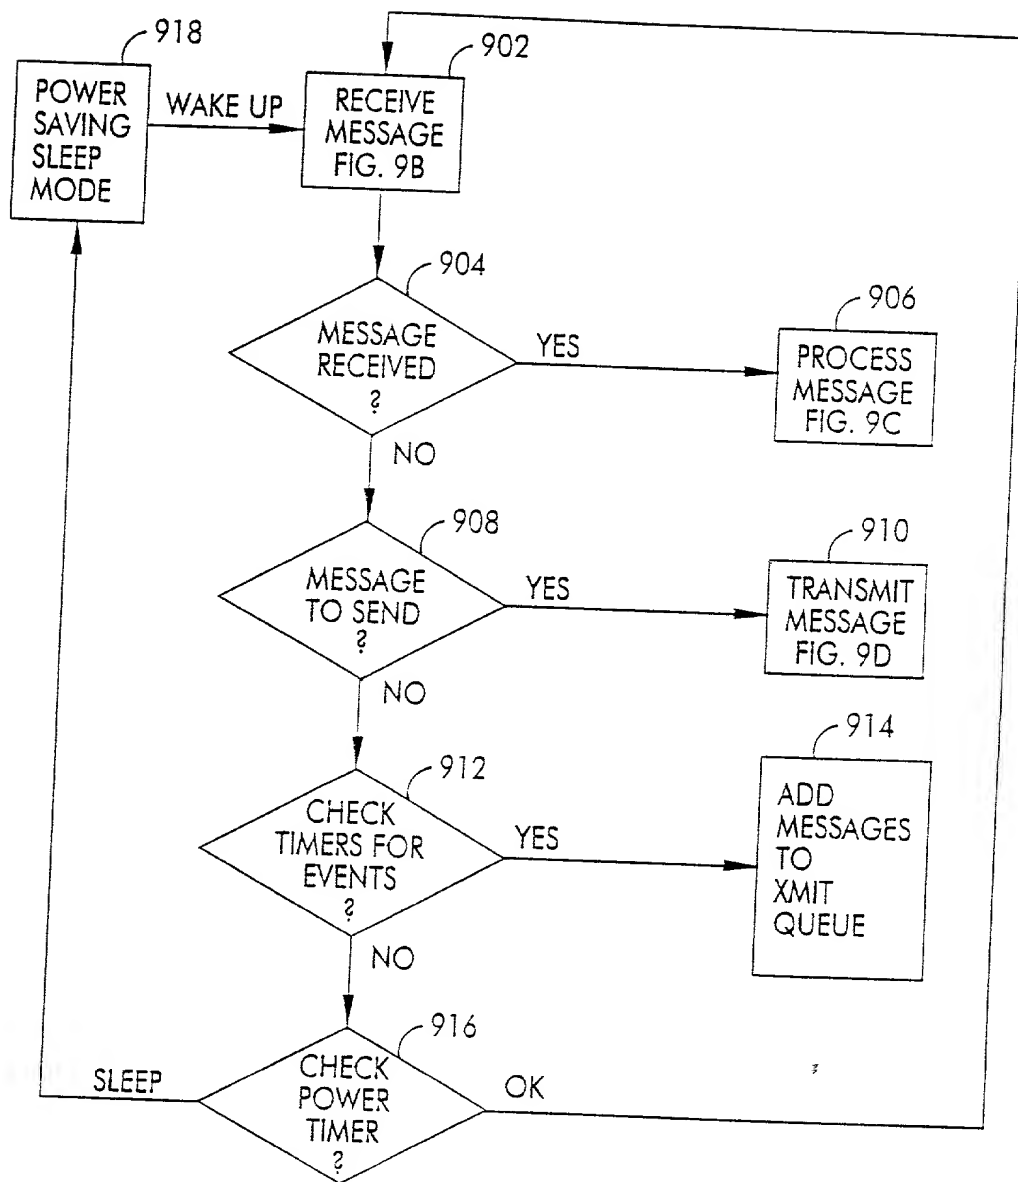 918
POWER
SAVING
SLEEP
MODE
WAKE UP
902
RECEIVE
MESSAGE
FIG. 9B
904
MESSAGE
RECEIVED
?
YES
906
PROCESS
MESSAGE
FIG. 9C
NO
908
MESSAGE
TO SEND
?
YES
910
TRANSMIT
MESSAGE
FIG. 9D
NO
912
CHECK
TIMERS FOR
EVENTS
?
YES
914
ADD
MESSAGES
TO
XMIT
QUEUE
NO
916
CHECK
POWER
TIMER
?
SLEEP
OK